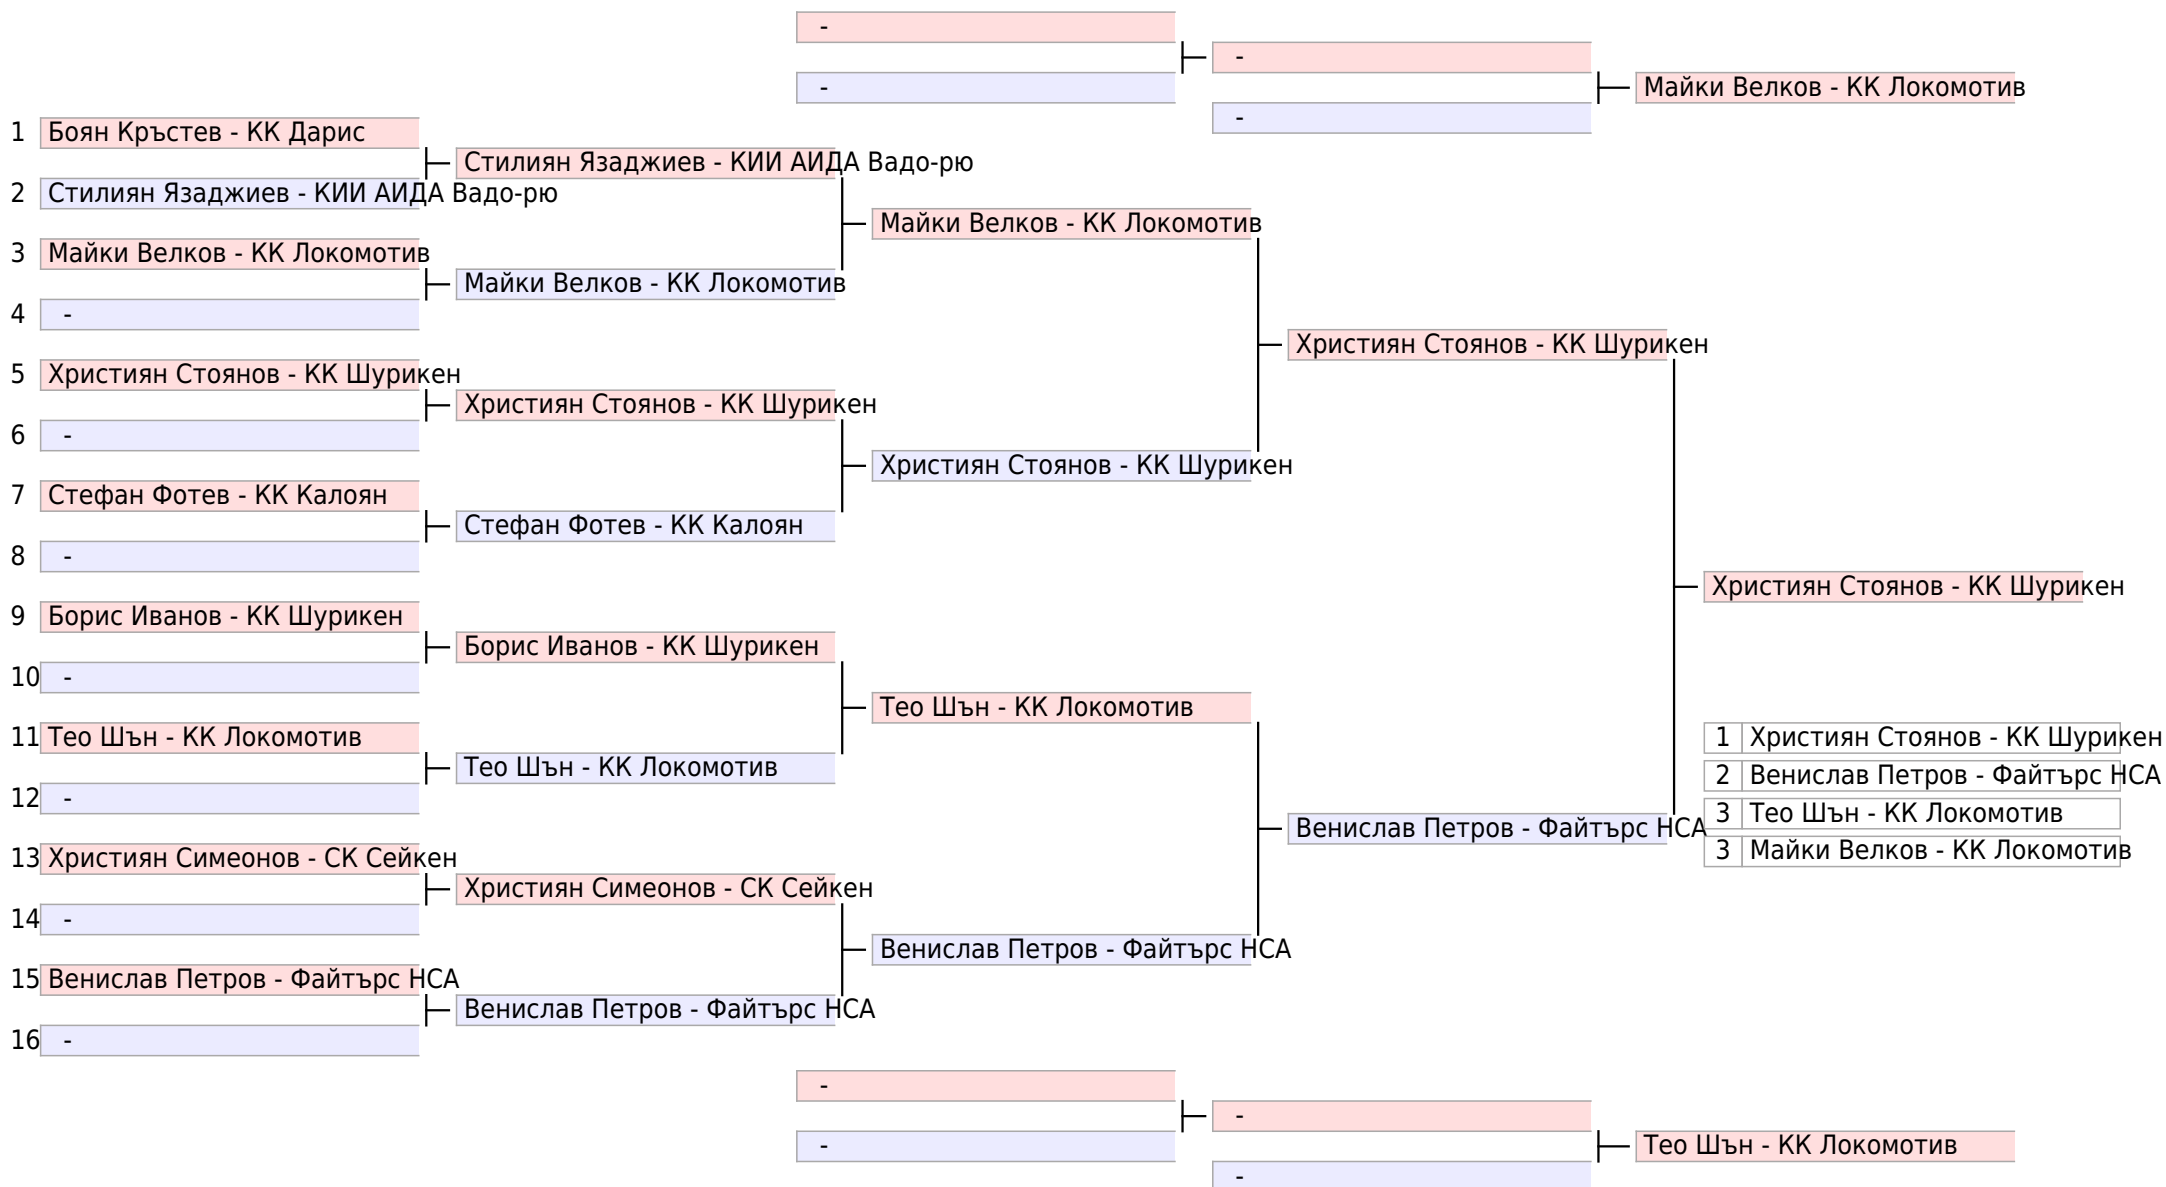 -
-
-
-
Майки Велков - КК Локомотив
1 Боян Кръстев - КК Дарис
2 Стилиян Язаджиев - КИИ АИДА Вадо-рю
3 Майки Велков - КК Локомотив
4 -
5 Християн Стоянов - КК Шурикен
6 -
7 Стефан Фотев - КК Калоян
8 -
9 Борис Иванов - КК Шурикен
10 -
11 Тео Шън - КК Локомотив
12 -
13 Християн Симеонов - СК Сейкен
14 -
15 Венислав Петров - Файтърс НСА
16 -
Стилиян Язаджиев - КИИ АИДА Вадо-рю
Майки Велков - КК Локомотив
Християн Стоянов - КК Шурикен
Стефан Фотев - КК Калоян
Борис Иванов - КК Шурикен
Тео Шън - КК Локомотив
Християн Симеонов - СК Сейкен
Венислав Петров - Файтърс НСА
Майки Велков - КК Локомотив
Християн Стоянов - КК Шурикен
Тео Шън - КК Локомотив
Венислав Петров - Файтърс НСА
Християн Стоянов - КК Шурикен
Венислав Петров - Файтърс НСА
Християн Стоянов - КК Шурикен
1 Християн Стоянов - КК Шурикен
2 Венислав Петров - Файтърс НСА
3 Тео Шън - КК Локомотив
3 Майки Велков - КК Локомотив
-
-
-
-
Тео Шън - КК Локомотив